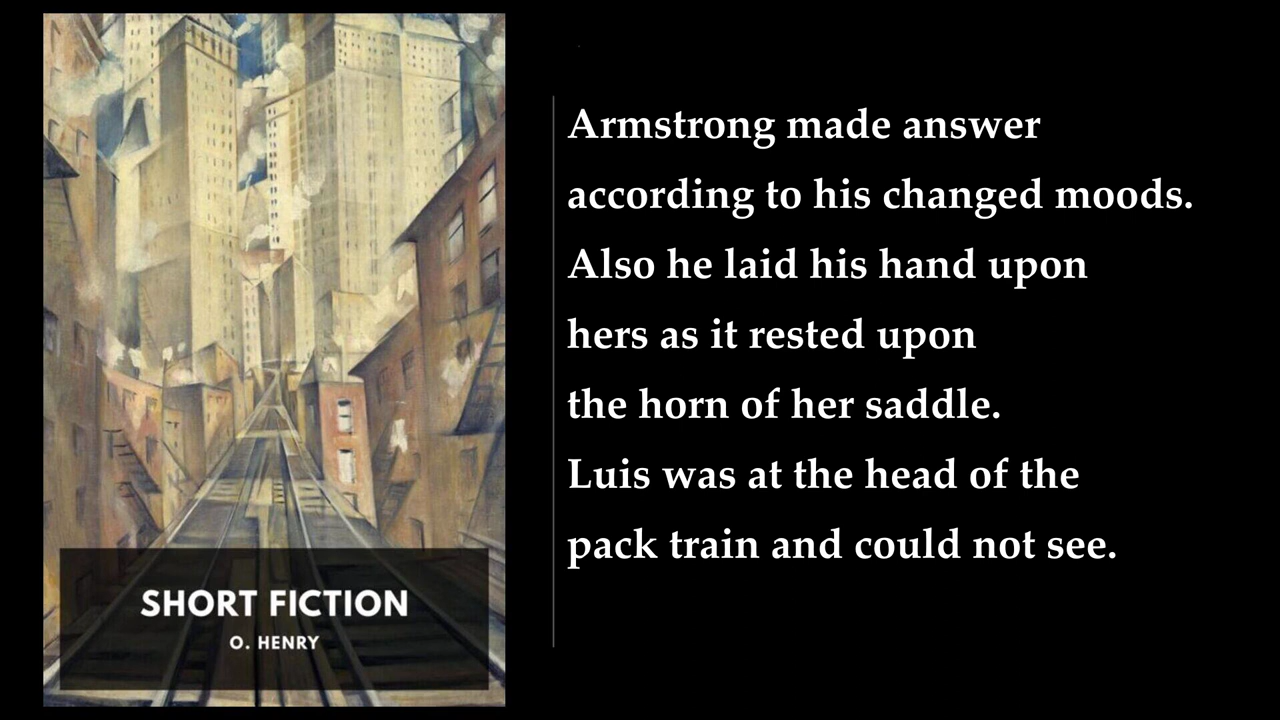 SHORT FICTION
O. HENRY
Armstrong made answer
according to his changed moods.
Also he laid his hand upon
hers as it rested upon
the horn of her saddle.
Luis was at the head of the
pack train and could not see.